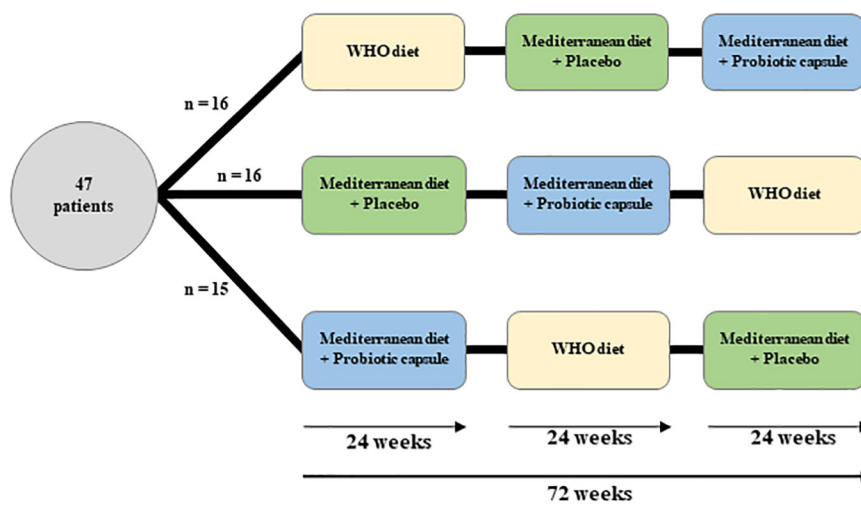 WHO diet
Mediterranean diet
+ Placebo
Mediterranean diet
+ Probiotic capsule
n = 16
47
patients
n = 16
Mediterranean diet
+ Placebo
Mediterranean diet
+ Probiotic capsule
WHO diet
n = 15
Mediterranean diet
+ Probiotic capsule
WHO diet
Mediterranean diet
+ Placebo
24 weeks
24 weeks
24 weeks
72 weeks